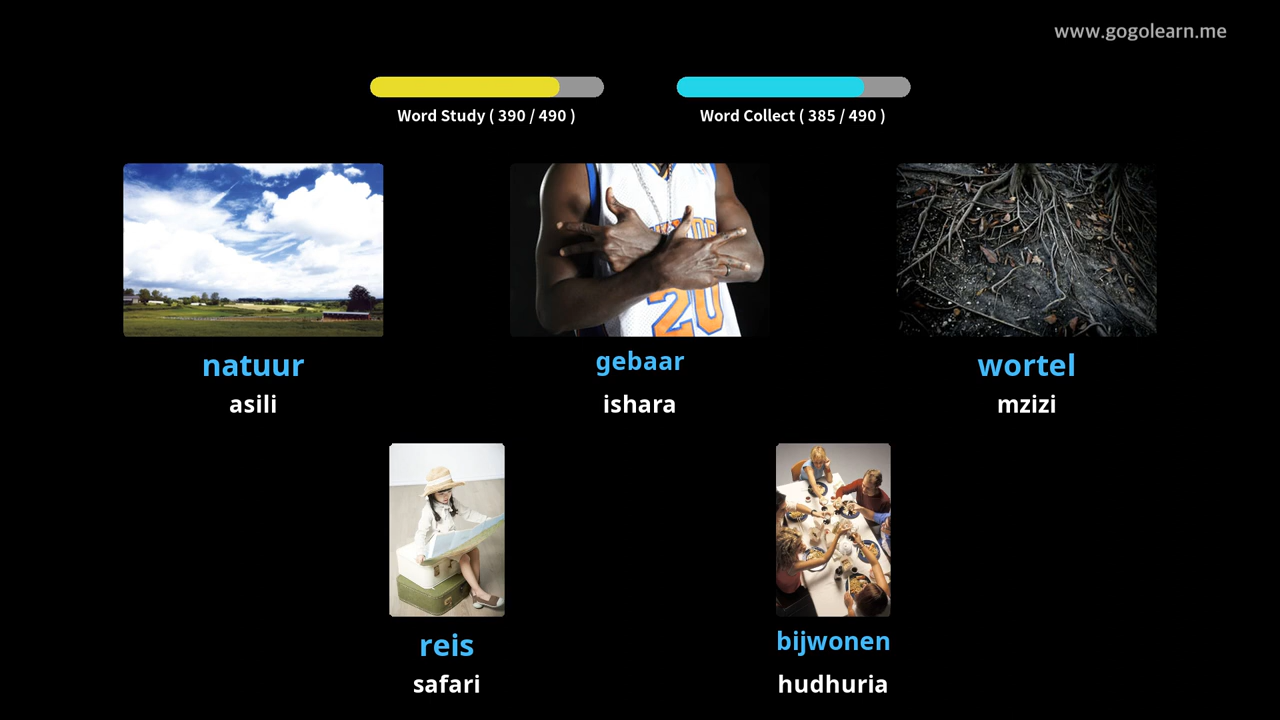 www.gogolearn.me
Word Study ( 390 / 490 )
Word Collect ( 385 / 490 )
natuur
gebaar
wortel
asili
ishara
mzizi
reis
bijwonen
safari
hudhuria
20